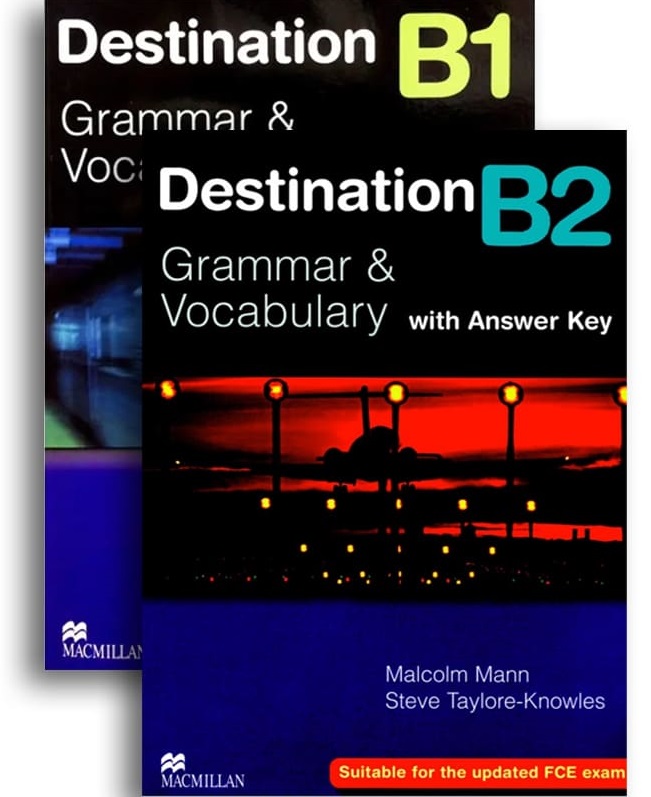 Destination B1
Grammar &
Voc
MACMILLAN
Destination B2
Grammar &
Vocabulary with Answer Key
Malcolm Mann
Steve Taylore-Knowles
MACMILLAN
Suitable for the updated FCE exam